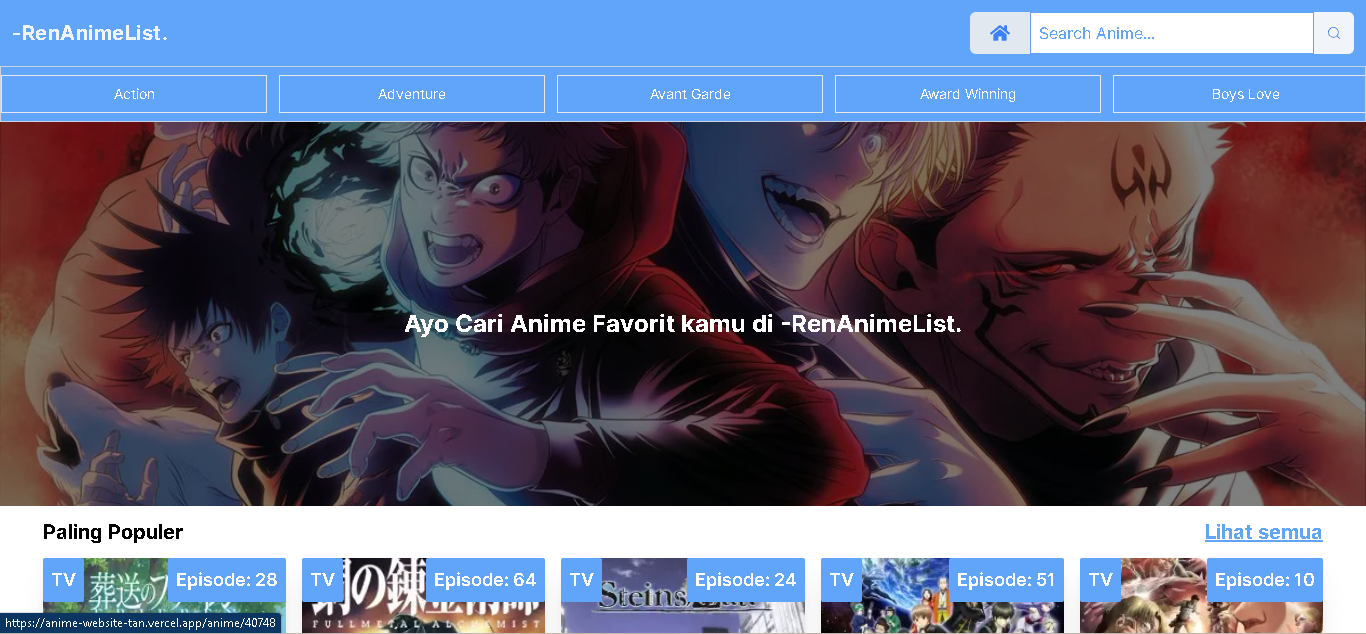 -RenAnimeList.
Search Anime...
Action
Adventure
Avant Garde
Award Winning
Boys Love
Ayo Cari Anime Favorit kamu di -RenAnimeList.
Paling Populer
Lihat semua
TV
葬送の
Episode: 28
TV
鋼の錬金術師
Episode: 64
FULLMETAL ALCHEMIST
TV
Steins;Gate
Episode: 24
TV
Episode: 51
TV
Episode: 10
https://anime-website-tan.vercel.app/anime/40748